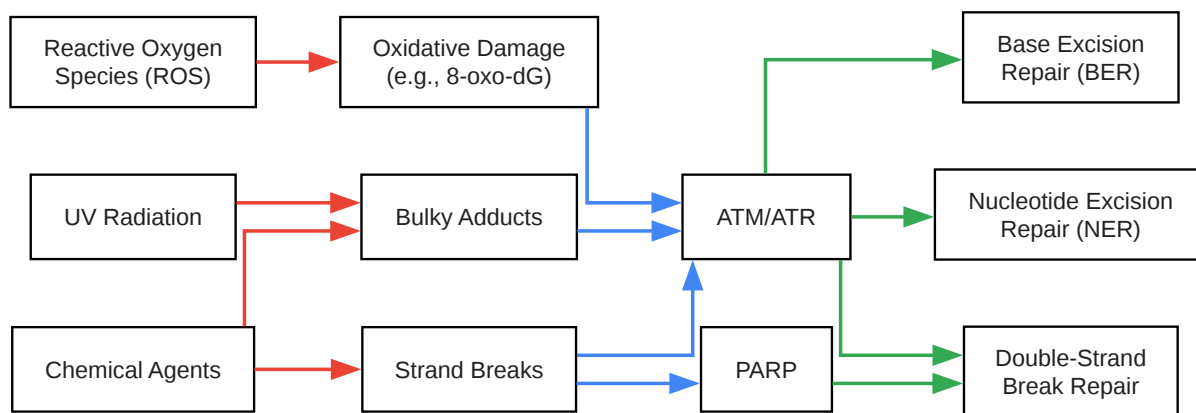 Reactive Oxygen
Species (ROS)
Oxidative Damage
(e.g., 8-oxo-dG)
Base Excision
Repair (BER)
UV Radiation
Bulky Adducts
ATM/ATR
Nucleotide Excision
Repair (NER)
Chemical Agents
Strand Breaks
PARP
Double-Strand
Break Repair